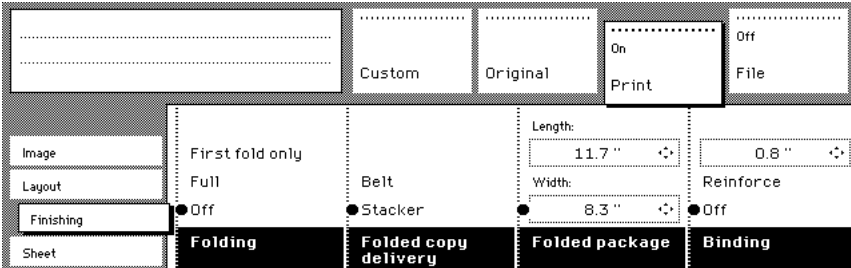 Custom
Original
On
Print
Off
File
Image
Layout
Finishing
Sheet
First fold only
Full
Off
Folding
Belt
Stacker
Folded copy
delivery
Length:
11.7 "
Width:
8.3 "
Folded package
0.8 "
Reinforce
Off
Binding